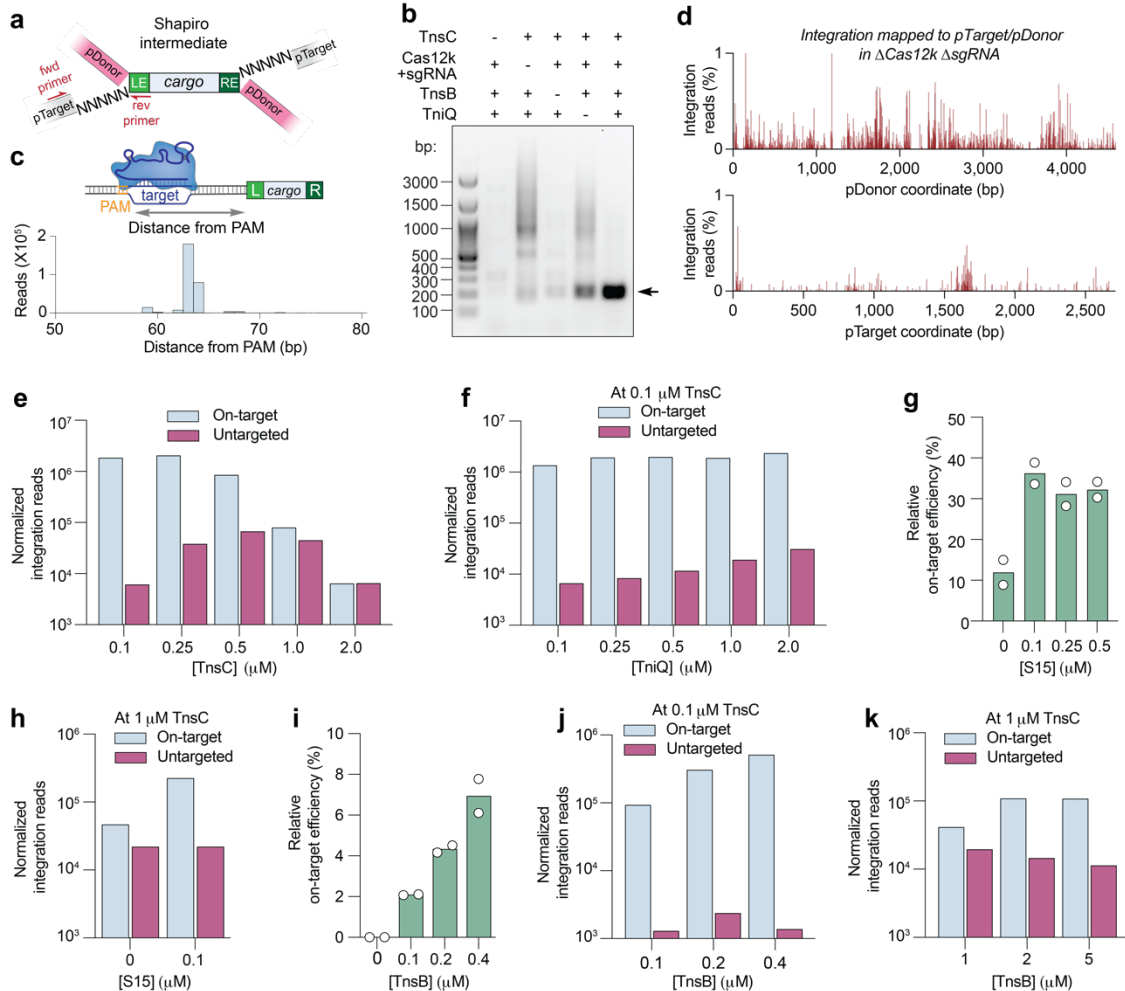 a
Shapiro
intermediate
pDonor
NNNNN
pTarget
fwd
primer
LE
cargo
RE
pTarget
NNNNN
rev
primer
pDonor
b
TnsC - + + + +
Cas12k
+sgRNA + - + + +
TnsB + + - + +
TniQ + + + - +
bp:
3000
1500
1000
500
400
300
200
100
c
PAM
target
L
cargo
R
Distance from PAM
Reads (X10⁵)
2
1
0
50 60 70 80
Distance from PAM (bp)
d
Integration mapped to pTarget/pDonor
in ΔCas12k ΔsgRNA
Integration
reads (%)
1
0
0 1,000 2,000 3,000 4,000
pDonor coordinate (bp)
Integration
reads (%)
1
0
0 500 1,000 1,500 2,000 2,500
pTarget coordinate (bp)
e
On-target
Untargeted
Normalized
integration reads
10⁷
10⁶
10⁵
10⁴
10³
0.1 0.25 0.5 1.0 2.0
[TnsC] (μM)
f
At 0.1 μM TnsC
On-target
Untargeted
Normalized
integration reads
10⁷
10⁶
10⁵
10⁴
10³
0.1 0.25 0.5 1.0 2.0
[TniQ] (μM)
g
Relative
on-target efficiency (%)
50
40
30
20
10
0
0 0.1 0.25 0.5
[S15] (μM)
h
At 1 μM TnsC
On-target
Untargeted
Normalized
integration reads
10⁶
10⁵
10⁴
10³
0 0.1
[S15] (μM)
i
Relative
on-target efficiency (%)
10
8
6
4
2
0
0 0.1 0.2 0.4
[TnsB] (μM)
j
At 0.1 μM TnsC
On-target
Untargeted
Normalized
integration reads
10⁶
10⁵
10⁴
10³
0.1 0.2 0.4
[TnsB] (μM)
k
At 1 μM TnsC
On-target
Untargeted
Normalized
integration reads
10⁶
10⁵
10⁴
10³
1 2 5
[TnsB] (μM)